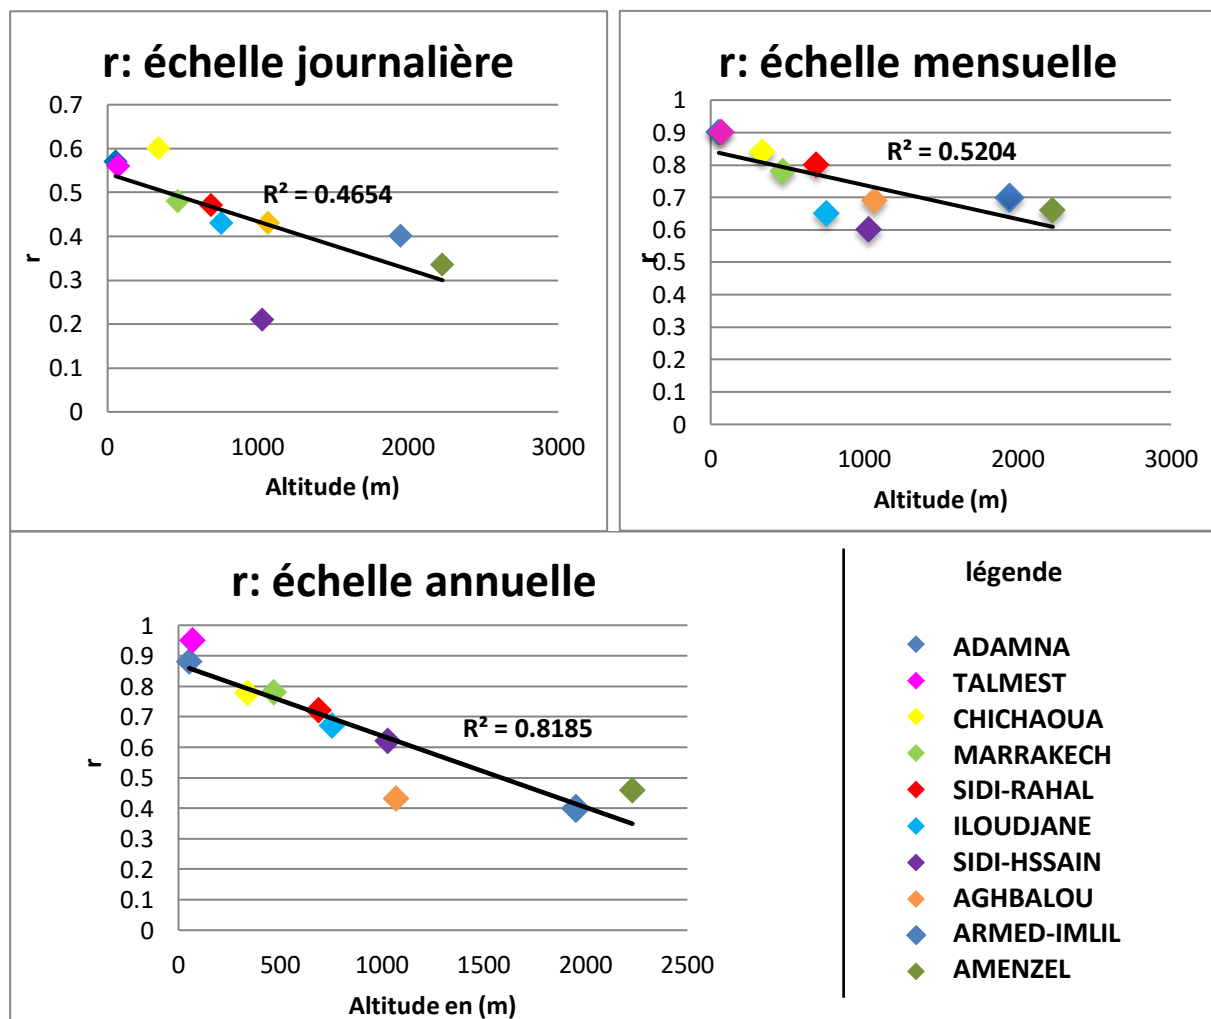 r: échelle journalière
0.7
0.6
0.5
0.4
0.3
0.2
0.1
0
r
R² = 0.4654
0 1000 2000 3000
Altitude (m)
r: échelle mensuelle
1
0.9
0.8
0.7
0.6
0.5
0.4
0.3
0.2
0.1
0
r
R² = 0.5204
0 1000 2000 3000
Altitude (m)
r: échelle annuelle
1
0.9
0.8
0.7
0.6
0.5
0.4
0.3
0.2
0.1
0
r
R² = 0.8185
0 500 1000 1500 2000 2500
Altitude en (m)
légende
ADAMNA
TALMEST
CHICHAOUA
MARRAKECH
SIDI-RAHAL
ILOUDJANE
SIDI-HSSAIN
AGHBALOU
ARMED-IMLIL
AMENZEL